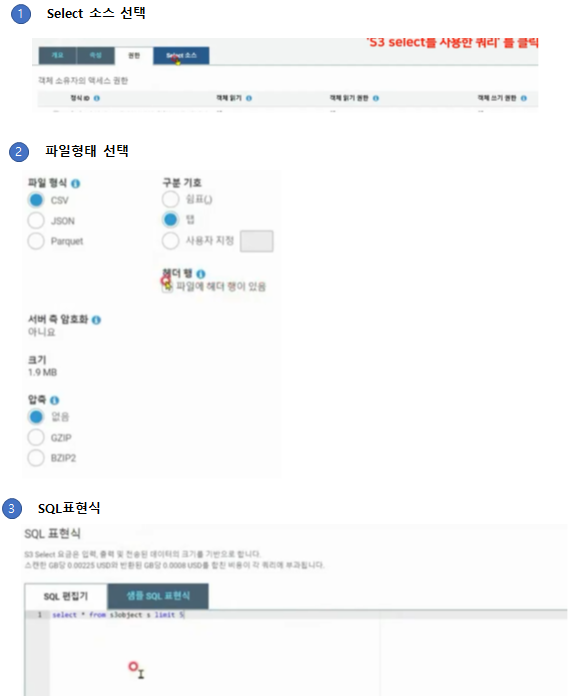 1 Select 소스 선택
'S3 select를 사용한 쿼리' 를 클릭
개요 속성 권한 Select 소스
객체 소유자의 액세스 권한
정식 ID 객체 읽기 객체 읽기 권한 객체 쓰기 권한
2 파일형태 선택
파일 형식 구분 기호
CSV 쉼표(,)
JSON 탭
Parquet 사용자 지정
헤더 행
파일에 헤더 행이 있음
서버 측 암호화
아니요
크기
1.9 MB
압축
없음
GZIP
BZIP2
3 SQL표현식
SQL 표현식
S3 Select 요금은 입력, 출력 및 전송된 데이터의 크기를 기반으로 합니다.
스캔한 GB당 0.00225 USD와 반환된 GB당 0.0008 USD를 합친 비용이 각 쿼리에 부과됩니다.
SQL 편집기 샘플 SQL 표현식
1 select * from s3object s limit 5